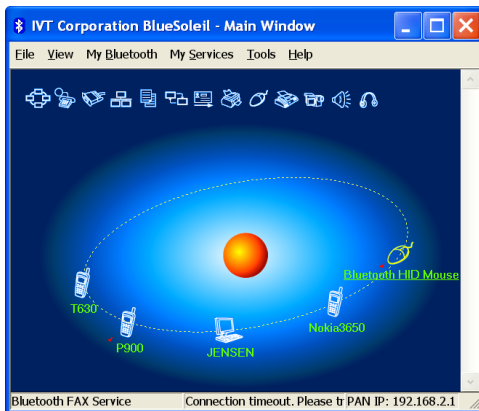 IVT Corporation BlueSoleil - Main Window
File View My Bluetooth My Services Tools Help
Bluetooth HID Mouse
T630
Nokia3650
P900
JENSEN
Bluetooth FAX Service Connection timeout. Please tr PAN IP: 192.168.2.1